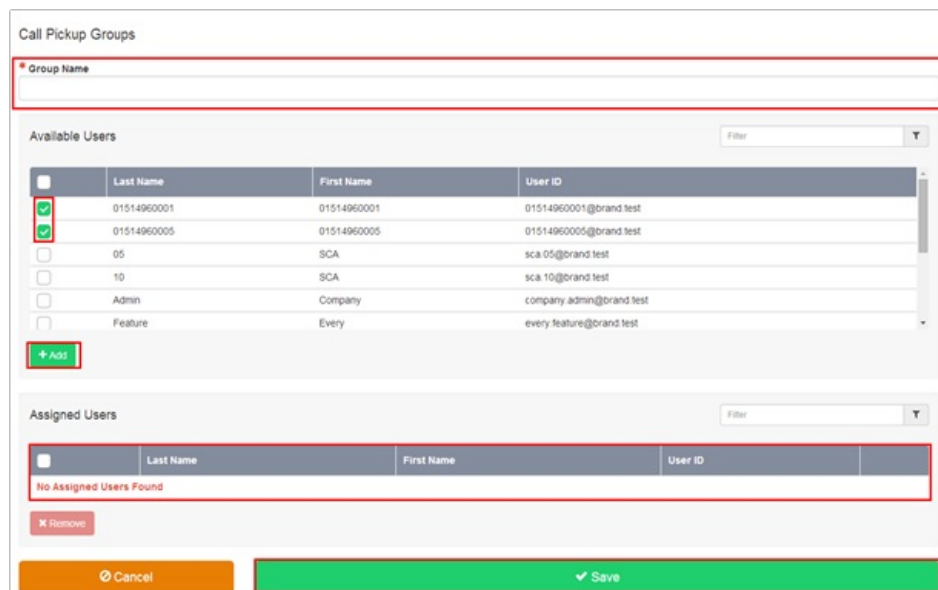 Call Pickup Groups
* Group Name
Available Users
Filter
Last Name First Name User ID
01514960001 01514960001 01514960001@brand.test
01514960005 01514960005 01514960005@brand.test
05 SCA sca.05@brand.test
10 SCA sca.10@brand.test
Admin Company company.admin@brand.test
Feature Every every.feature@brand.test
+ Add
Assigned Users
Filter
Last Name First Name User ID
No Assigned Users Found
Remove
Cancel
Save